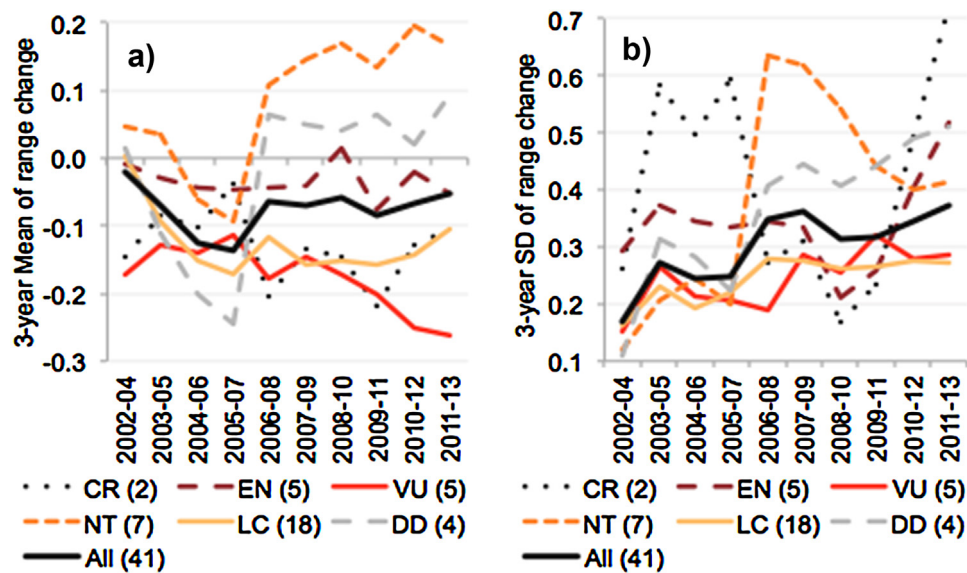 a)
3-year Mean of range change
0.2
0.1
0.0
-0.1
-0.2
-0.3
2002-04
2003-05
2004-06
2005-07
2006-08
2007-09
2008-10
2009-11
2010-12
2011-13
CR (2)
EN (5)
VU (5)
NT (7)
LC (18)
DD (4)
All (41)
b)
3-year SD of range change
0.7
0.6
0.5
0.4
0.3
0.2
0.1
2002-04
2003-05
2004-06
2005-07
2006-08
2007-09
2008-10
2009-11
2010-12
2011-13
CR (2)
EN (5)
VU (5)
NT (7)
LC (18)
DD (4)
All (41)